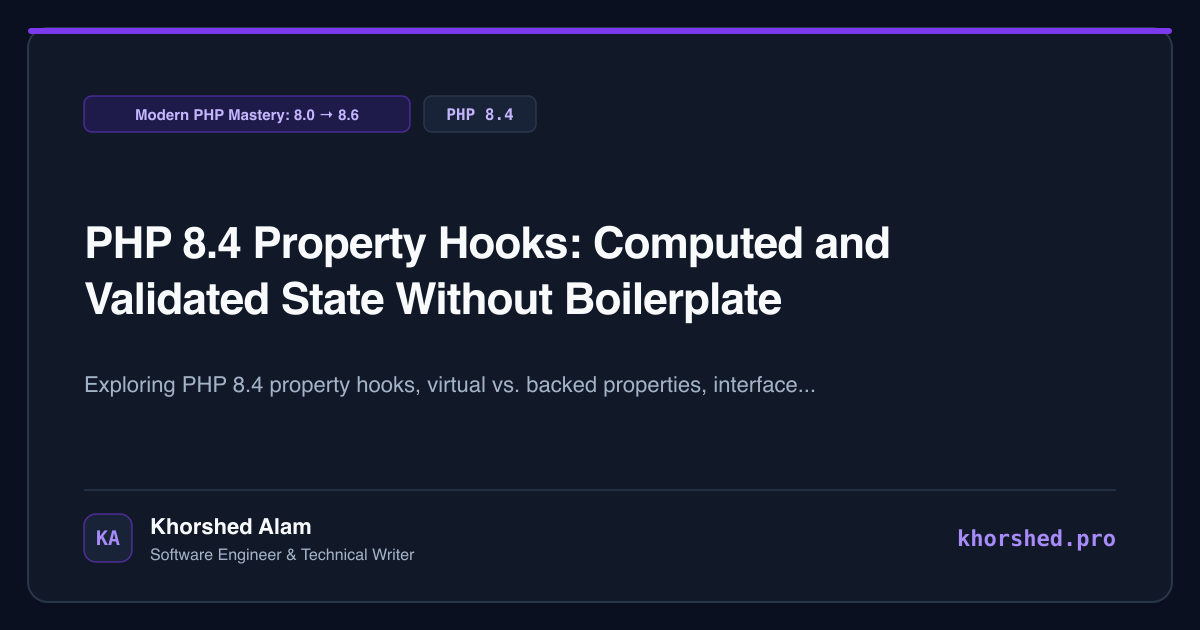 Modern PHP Mastery: 8.0 → 8.6
PHP 8.4
PHP 8.4 Property Hooks: Computed and
Validated State Without Boilerplate
Exploring PHP 8.4 property hooks, virtual vs. backed properties, interface...
KA
Khorshed Alam
Software Engineer & Technical Writer
khorshed.pro